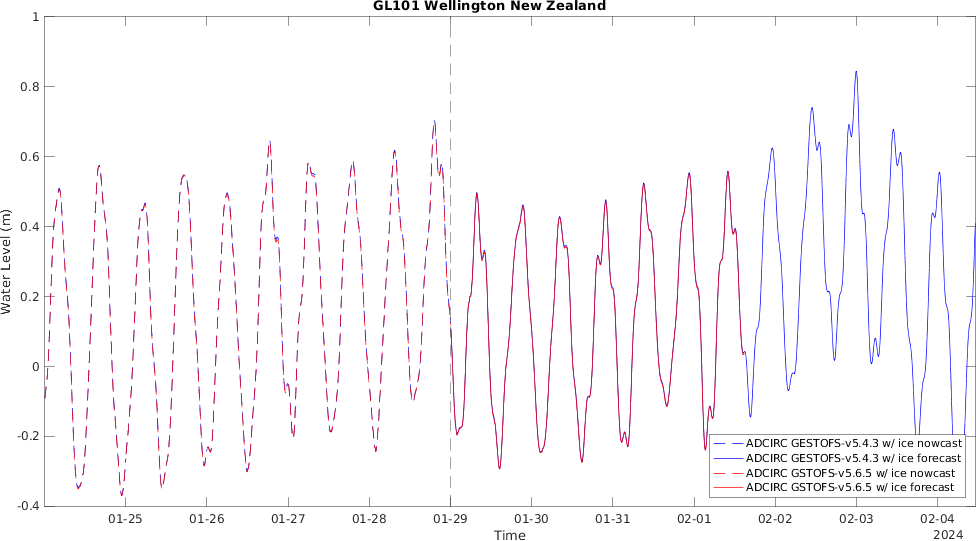 GL101 Wellington New Zealand
1
0.8
0.6
0.4
0.2
0
-0.2
-0.4
Water Level (m)
01-25 01-26 01-27 01-28 01-29 01-30 01-31 02-01 02-02 02-03 02-04
Time
2024
ADCIRC GESTOFS-v5.4.3 w/ ice nowcast
ADCIRC GESTOFS-v5.4.3 w/ ice forecast
ADCIRC GSTOFS-v5.6.5 w/ ice nowcast
ADCIRC GSTOFS-v5.6.5 w/ ice forecast